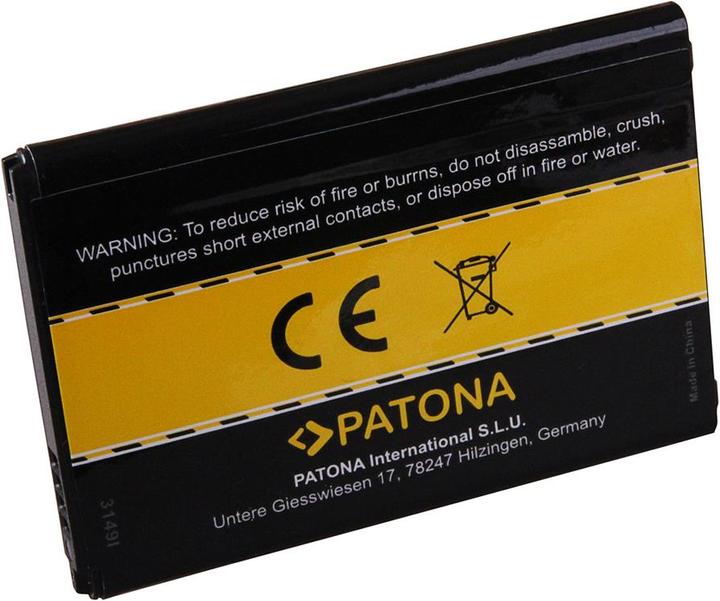 WARNING: To reduce risk of fire or burrns, do not disassamble, crush,
punctures short external contacts, or dispose off in fire or water.
CE
PATONA
PATONA International S.L.U.
Untere Giesswiesen 17, 78247 Hilzingen, Germany
Made in China
3149I